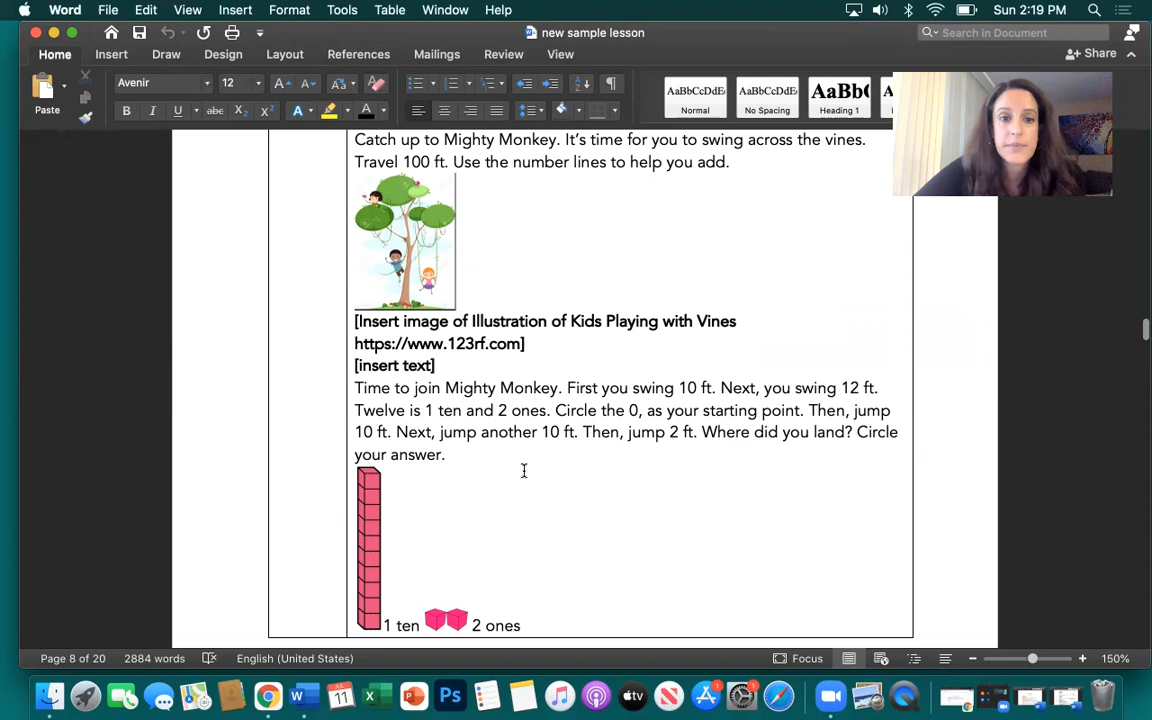 Word File Edit View Insert Format Tools Table Window Help Sun 2:19 PM
new sample lesson
Search in Document
Home Insert Draw Design Layout References Mailings Review View
Share
Paste
Avenir 12
AaBbCcDdEe
Normal
AaBbCcDdEe
No Spacing
AaBbC
Heading 1
Catch up to Mighty Monkey. It's time for you to swing across the vines.
Travel 100 ft. Use the number lines to help you add.
[Insert image of Illustration of Kids Playing with Vines
https://www.123rf.com]
[insert text]
Time to join Mighty Monkey. First you swing 10 ft. Next, you swing 12 ft.
Twelve is 1 ten and 2 ones. Circle the 0, as your starting point. Then, jump
10 ft. Next, jump another 10 ft. Then, jump 2 ft. Where did you land? Circle
your answer.
1 ten 2 ones
Page 8 of 20 2884 words English (United States) Focus 150%